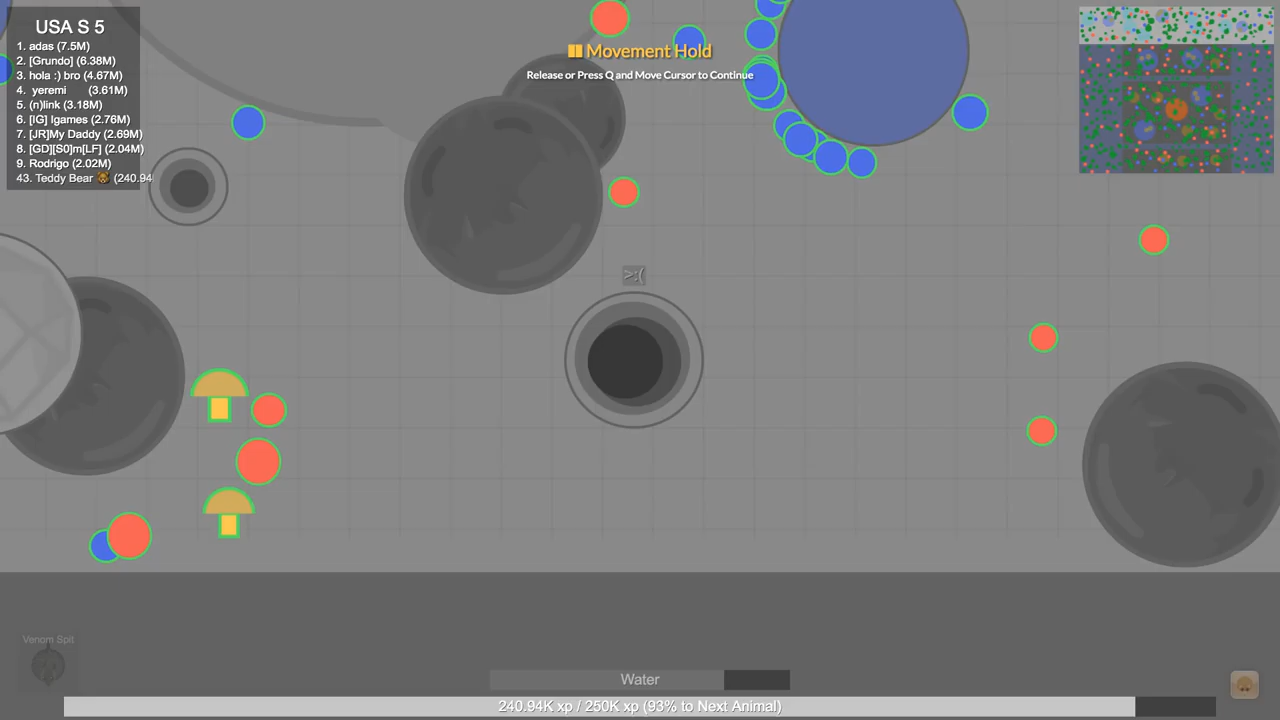 USA S 5
1. adas (7.5M)
2. [Grundo] (6.38M)
3. hola :) bro (4.67M)
4. yeremi (3.61M)
5. (n)link (3.18M)
6. [IG] Igames (2.76M)
7. [JR]My Daddy (2.69M)
8. [GD][S0]m[LF] (2.04M)
9. Rodrigo (2.02M)
43. Teddy Bear 🐻 (240.94
Movement Hold
Release or Press Q and Move Cursor to Continue
>:(
Venom Spit
Water
240.94K xp / 250K xp (93% to Next Animal)